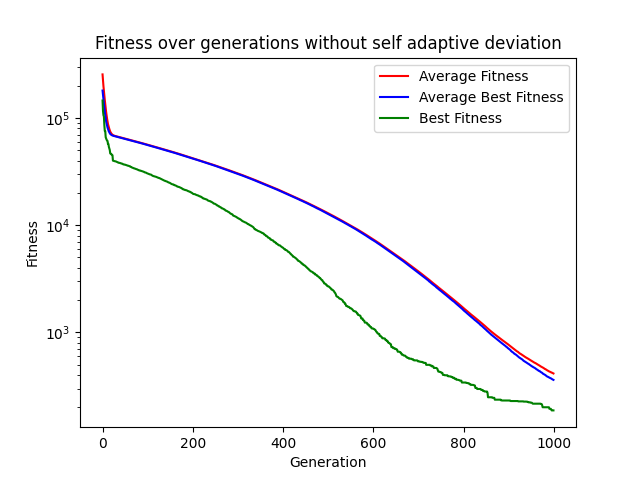 Fitness over generations without self adaptive deviation
Average Fitness
Average Best Fitness
Best Fitness
Fitness
10^5
10^4
10^3
0 200 400 600 800 1000
Generation